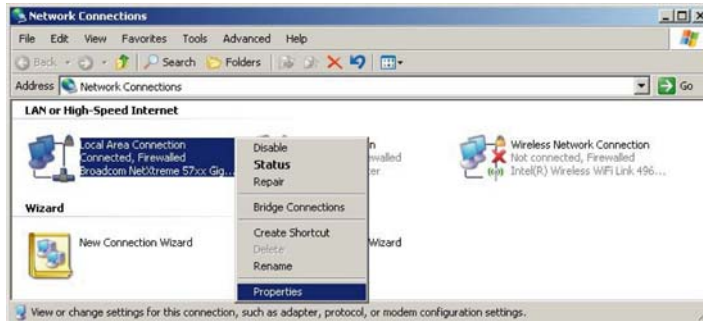 Network Connections
File Edit View Favorites Tools Advanced Help
Back Search Folders
Address Network Connections Go
LAN or High-Speed Internet
Local Area Connection
Connected, Firewalled
Broadcom NetXtreme 57xx Gig...
Disable
Status
Repair
Bridge Connections
Create Shortcut
Delete
Rename
Properties
n
ewalled
er
Wireless Network Connection
Not connected, Firewalled
Intel(R) Wireless WiFi Link 496...
Wizard
New Connection Wizard
Wizard
View or change settings for this connection, such as adapter, protocol, or modem configuration settings.